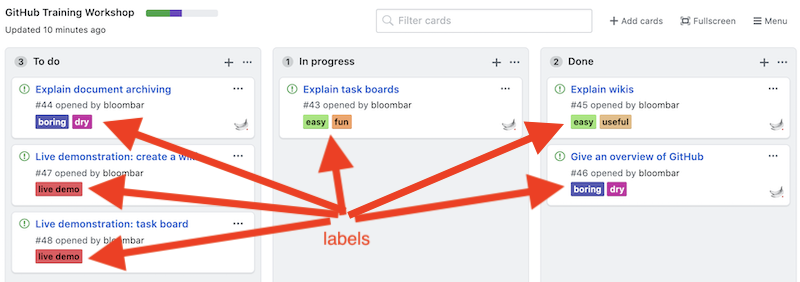 GitHub Training Workshop
Updated 10 minutes ago
Filter cards
+ Add cards
Fullscreen
Menu
3 To do
Explain document archiving
#44 opened by bloombar
boring dry
Live demonstration: create a wi
#47 opened by bloombar
live demo
Live demonstration: task board
#48 opened by bloombar
live demo
1 In progress
Explain task boards
#43 opened by bloombar
easy fun
2 Done
Explain wikis
#45 opened by bloombar
easy useful
Give an overview of GitHub
#46 opened by bloombar
boring dry
labels